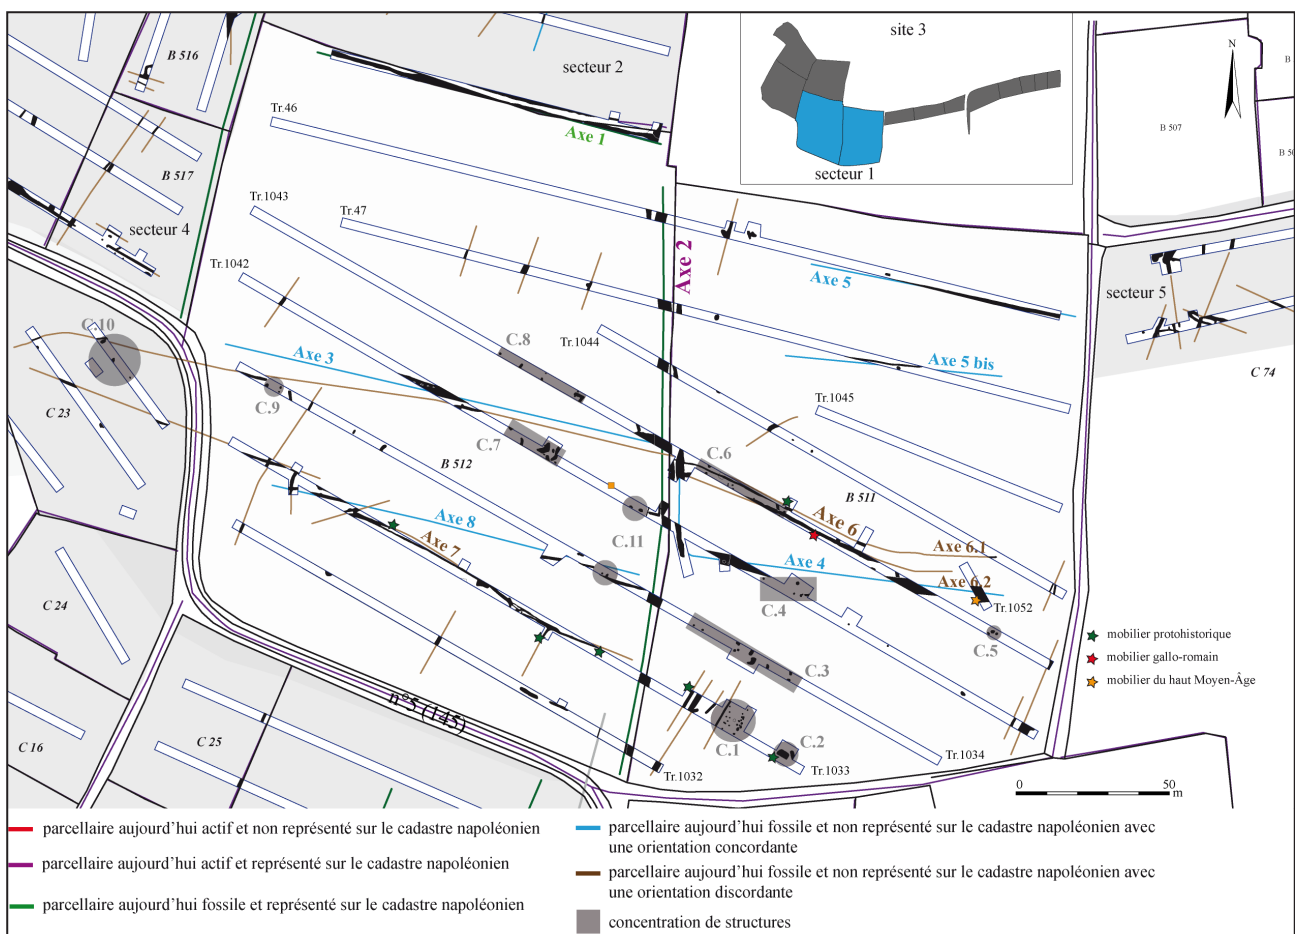 site 3
N
B 516
secteur 2
B 507
B
B 50
Tr.46
Axe 1
B 517
secteur 1
Tr.1043
Tr.47
secteur 4
Axe 2
Tr.1042
Axe 5
secteur 5
C.10
Axe 3
C.8
Tr.1044
Axe 5 bis
C 74
C.9
Tr.1045
C 23
C.7
B 512
C.6
B 511
Axe 8
Axe 6
Axe 7
C.11
Axe 6.1
Axe 4
Axe 6.2
C 24
C.4
Tr.1052
C.5
mobilier protohistorique
mobilier gallo-romain
C.3
mobilier du haut Moyen-Âge
n°5 (145)
C 16
C 25
C.1
C.2
Tr.1032
Tr.1033
Tr.1034
0
50
m
parcellaire aujourd'hui actif et non représenté sur le cadastre napoléonien
parcellaire aujourd'hui actif et représenté sur le cadastre napoléonien
parcellaire aujourd'hui fossile et représenté sur le cadastre napoléonien
parcellaire aujourd'hui fossile et non représenté sur le cadastre napoléonien avec
une orientation concordante
parcellaire aujourd'hui fossile et non représenté sur le cadastre napoléonien avec
une orientation discordante
concentration de structures